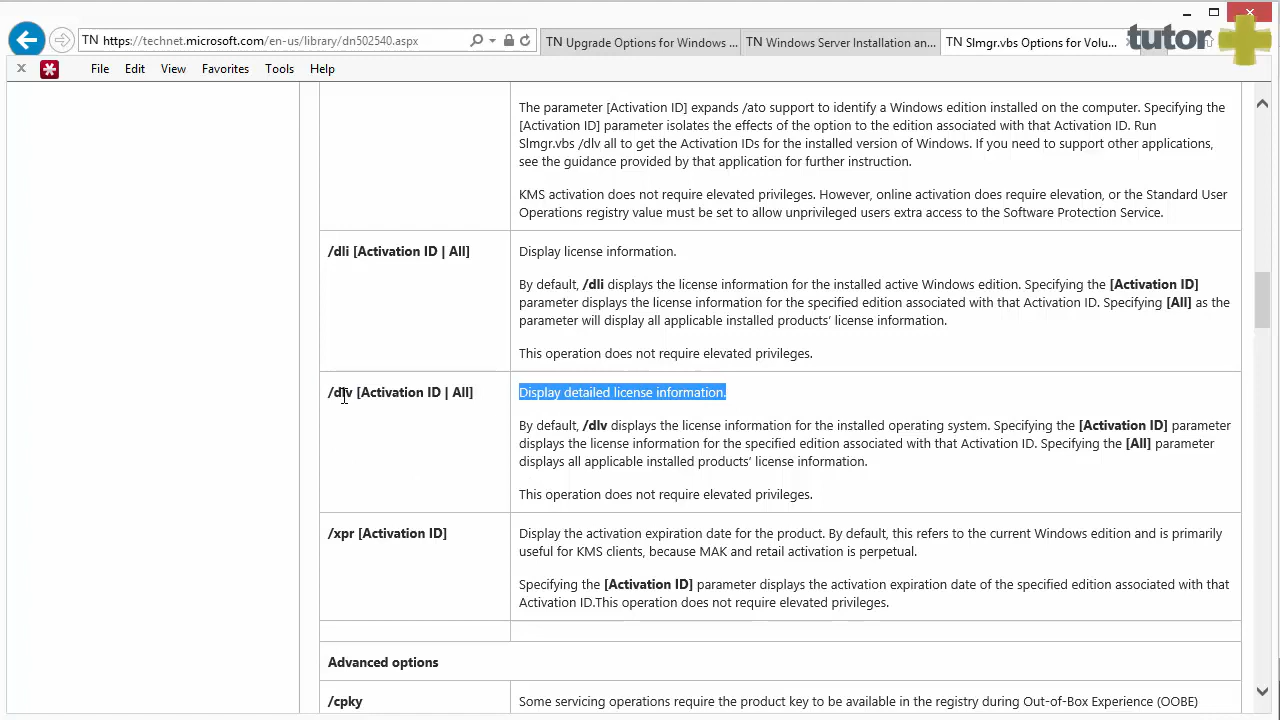 TN https://technet.microsoft.com/en-us/library/dn502540.aspx
TN Upgrade Options for Windows ...
TN Windows Server Installation an...
TN Slmgr.vbs Options for Volu...
tutor
File Edit View Favorites Tools Help
The parameter [Activation ID] expands /ato support to identify a Windows edition installed on the computer. Specifying the
[Activation ID] parameter isolates the effects of the option to the edition associated with that Activation ID. Run
Slmgr.vbs /dlv all to get the Activation IDs for the installed version of Windows. If you need to support other applications,
see the guidance provided by that application for further instruction.
KMS activation does not require elevated privileges. However, online activation does require elevation, or the Standard User
Operations registry value must be set to allow unprivileged users extra access to the Software Protection Service.
/dli [Activation ID | All]
Display license information.
By default, /dli displays the license information for the installed active Windows edition. Specifying the [Activation ID]
parameter displays the license information for the specified edition associated with that Activation ID. Specifying [All] as the
parameter will display all applicable installed products' license information.
This operation does not require elevated privileges.
/dlv [Activation ID | All]
Display detailed license information.
By default, /dlv displays the license information for the installed operating system. Specifying the [Activation ID] parameter
displays the license information for the specified edition associated with that Activation ID. Specifying the [All] parameter
displays all applicable installed products' license information.
This operation does not require elevated privileges.
/xpr [Activation ID]
Display the activation expiration date for the product. By default, this refers to the current Windows edition and is primarily
useful for KMS clients, because MAK and retail activation is perpetual.
Specifying the [Activation ID] parameter displays the activation expiration date of the specified edition associated with that
Activation ID.This operation does not require elevated privileges.
Advanced options
/cpky
Some servicing operations require the product key to be available in the registry during Out-of-Box Experience (OOBE)